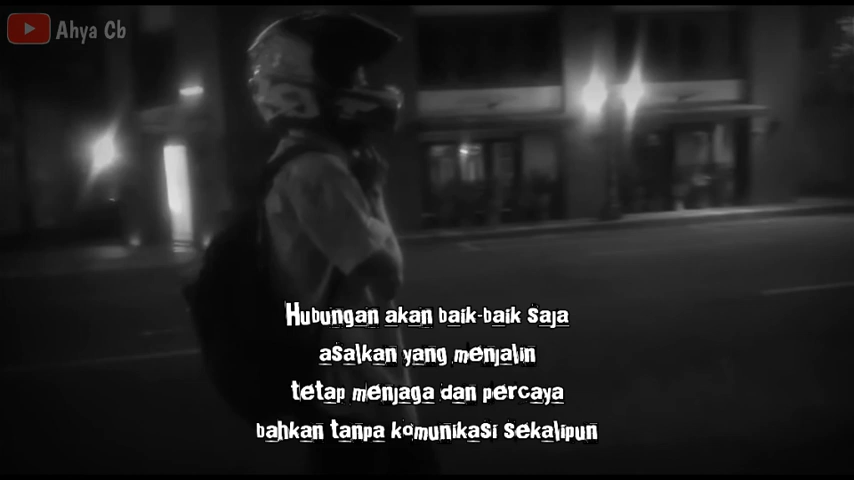 Ahya Cb
Hubungan akan baik-baik saja
asalkan yang menjalin
tetap menjaga dan percaya
bahkan tanpa komunikasi sekalipun